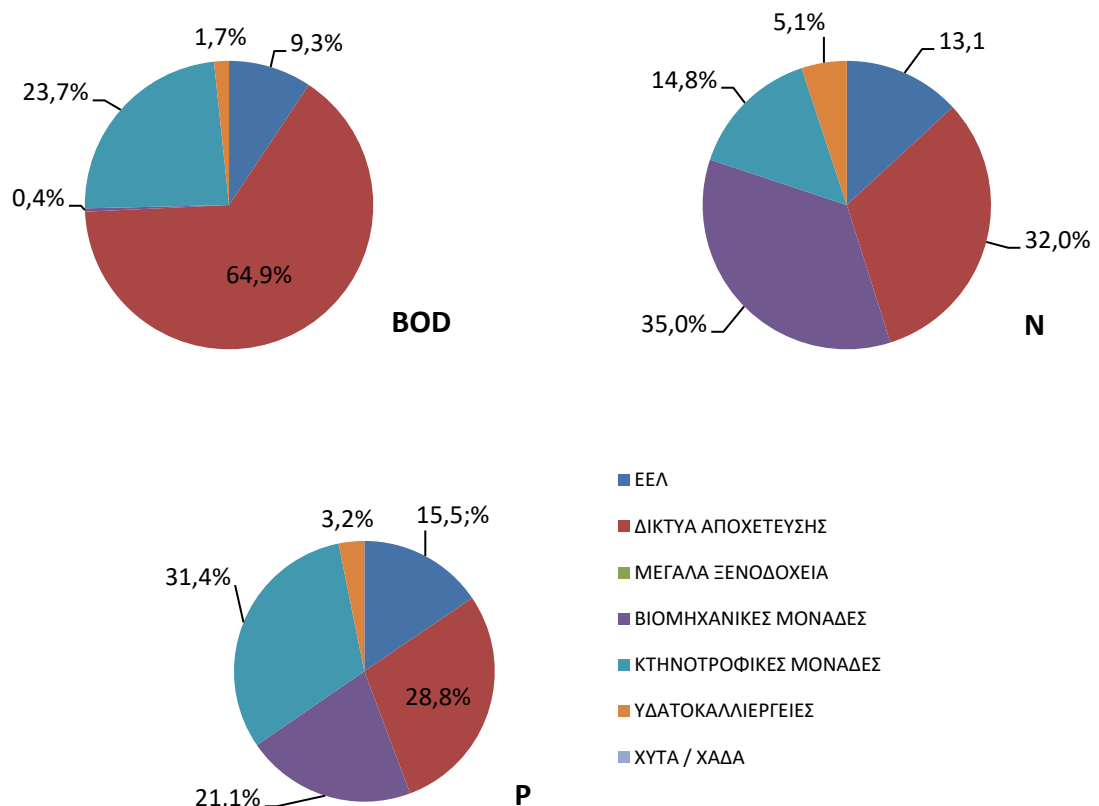 1,7%
9,3%
23,7%
0,4%
64,9%
BOD
5,1%
13,1
14,8%
32,0%
35,0%
N
3,2%
15,5;%
31,4%
28,8%
21,1%
P
ΕΕΛ
ΔΙΚΤΥΑ ΑΠΟΧΕΤΕΥΣΗΣ
ΜΕΓΑΛΑ ΞΕΝΟΔΟΧΕΙΑ
ΒΙΟΜΗΧΑΝΙΚΕΣ ΜΟΝΑΔΕΣ
ΚΤΗΝΟΤΡΟΦΙΚΕΣ ΜΟΝΑΔΕΣ
ΥΔΑΤΟΚΑΛΛΙΕΡΓΕΙΕΣ
ΧΥΤΑ / ΧΑΔΑ